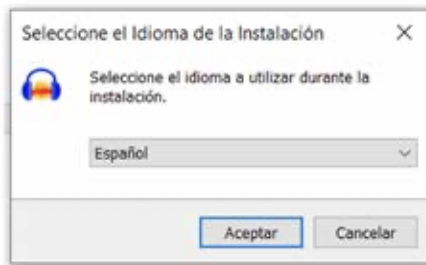 Seleccione el Idioma de la Instalación
Seleccione el idioma a utilizar durante la
instalación.
Español
Aceptar
Cancelar